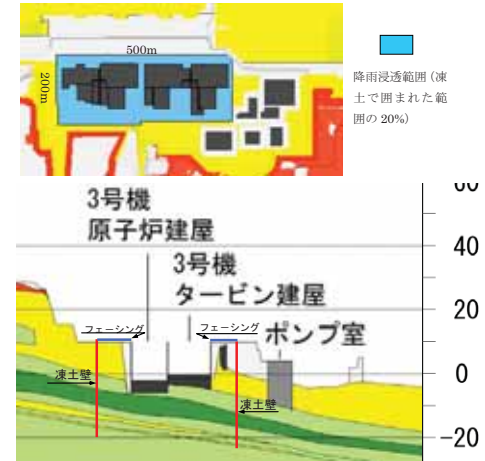 500m
200m
降雨浸透範囲（凍
土で囲まれた範
囲の 20%）
60
3号機
原子炉建屋
40
3号機
タービン建屋
20
フェーシング
フェーシング
ポンプ室
0
凍土壁
凍土壁
-20